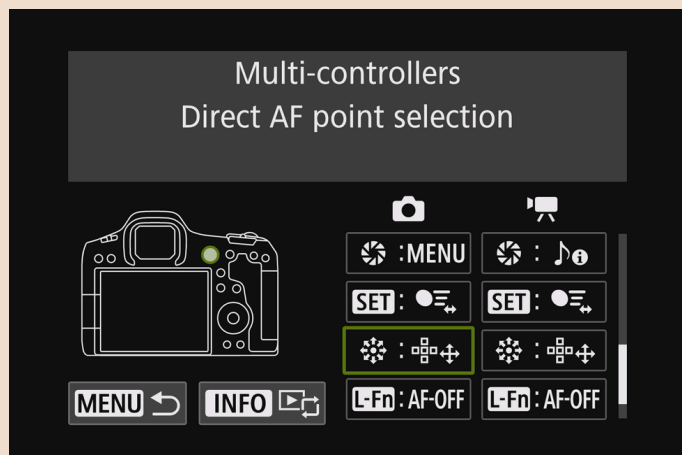 Multi-controllers
Direct AF point selection
:MENU :
SET : SET :
: :
L-Fn : AF-OFF L-Fn : AF-OFF
MENU INFO